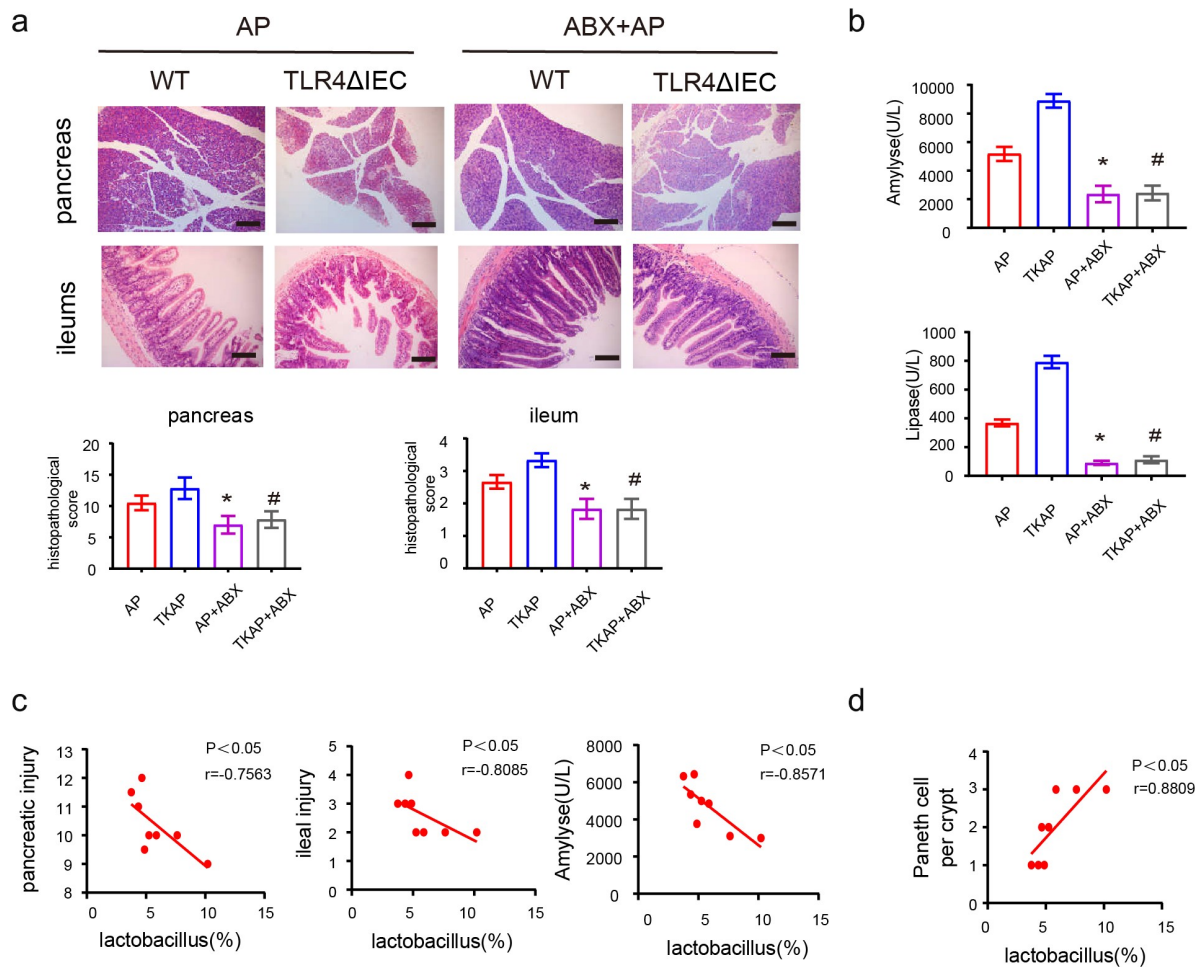 a
AP
ABX+AP
WT
TLR4ΔIEC
WT
TLR4ΔIEC
pancreas
ileums
pancreas
histopathological
score
20
15
10
5
0
*
#
AP
TKAP
AP+ABX
TKAP+ABX
ileum
histopathological
score
4
3
2
1
0
*
#
AP
TKAP
AP+ABX
TKAP+ABX
b
Amylyse(U/L)
10000
8000
6000
4000
2000
0
*
#
AP
TKAP
AP+ABX
TKAP+ABX
Lipase(U/L)
1000
800
600
400
200
0
*
#
AP
TKAP
AP+ABX
TKAP+ABX
c
pancreatic injury
13
12
11
10
9
8
P<0.05
r=-0.7563
0 5 10 15
lactobacillus(%)
ileal injury
5
4
3
2
1
0
P<0.05
r=-0.8085
0 5 10 15
lactobacillus(%)
Amylyse(U/L)
8000
6000
4000
2000
0
P<0.05
r=-0.8571
0 5 10 15
lactobacillus(%)
d
Paneth cell
per crypt
4
3
2
1
0
P<0.05
r=0.8809
0 5 10 15
lactobacillus(%)